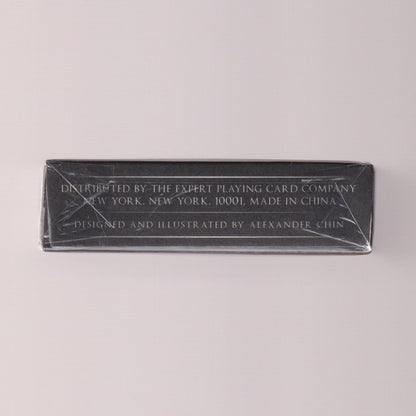 DISTRIBUTED BY THE EXPERT PLAYING CARD COMPANY
NEW YORK, NEW YORK, 10001, MADE IN CHINA
DESIGNED AND ILLUSTRATED BY ALEXANDER CHIN